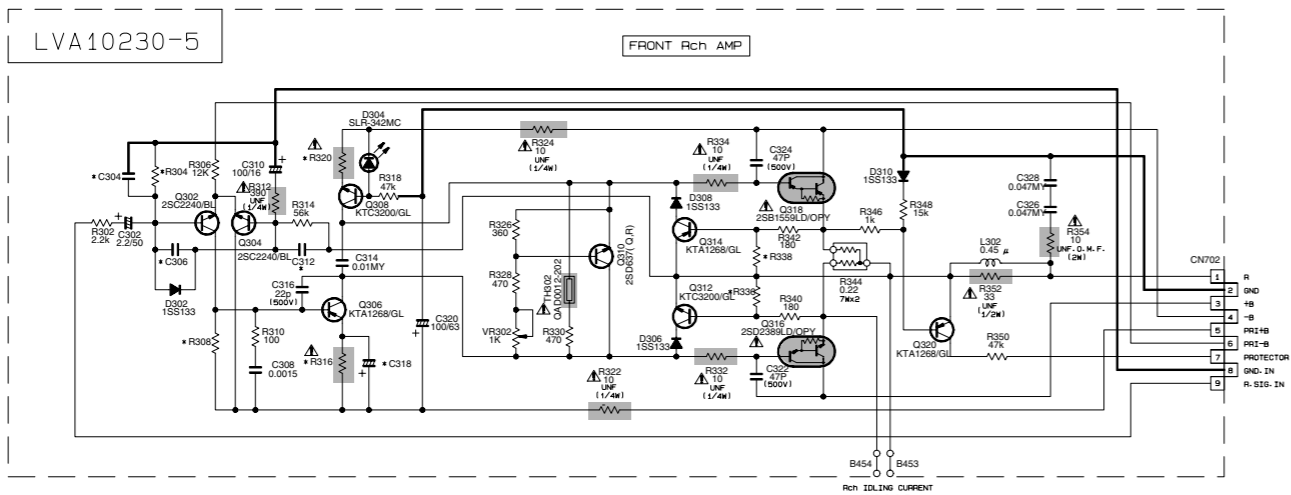 LVA10230-5
FRONT Rch AMP
D304
SLR-342MC
R324
10
UNF
(1/4W)
R334
10
UNF
(1/4W)
C324
47P
(500V)
D310
1SS133
C328
0.047MY
C326
0.047MY
R354
10
UNF.O.M.F.
(2W)
*C304
*R304
R306
12K
C310
100/16
*R320
R318
47k
Q308
KTC3200/GL
Q302
2SC2240/BL
R312
390
UNF
(1/4W)
R314
56k
R302
2.2k
C302
2.2/50
Q304
2SC2240/BL
*C306
C312
*
C314
0.01MY
D302
1SS133
C316
22p
(500V)
Q306
KTA1268/GL
*R308
R310
100
C308
0.0015
*R316
*C318
C320
100/63
R326
360
R328
470
VR302
1K
TH302
QAD0012-202
R330
470
Q310
2SD637( Q,R)
D308
1SS133
Q314
KTA1268/GL
Q318
2SB1559LD/OPY
R342
180
*R338
R346
1k
R348
15k
R344
0.22
7Wx2
Q312
KTC3200/GL
*R336
R340
180
Q316
2SD2389LD/OPY
D306
1SS133
R322
10
UNF
(1/4W)
R332
10
UNF
(1/4W)
C322
47P
(500V)
L302
0.45 μ
R352
33
UNF
(1/2W)
Q320
KTA1268/GL
R350
47k
CN702
1 R
2 GND
3 +B
4 -B
5 PRI+B
6 PRI-B
7 PROTECTOR
8 GND.IN
9 R.SIG.IN
B454
B453
Rch IDLING CURRENT